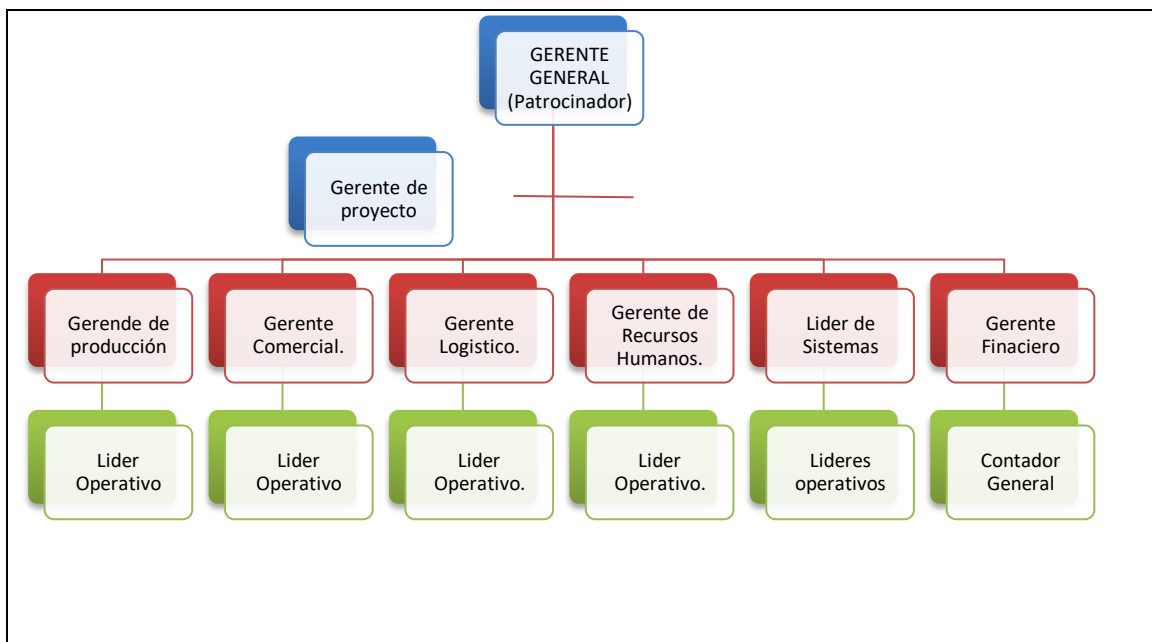 GERENTE
GENERAL
(Patrocinador)
Gerente de
proyecto
Gerende de
producción
Gerente
Comercial.
Gerente
Logistico.
Gerente de
Recursos
Humanos.
Lider de
Sistemas
Gerente
Finaciero
Lider
Operativo
Lider
Operativo
Lider
Operativo.
Lider
Operativo.
Lideres
operativos
Contador
General